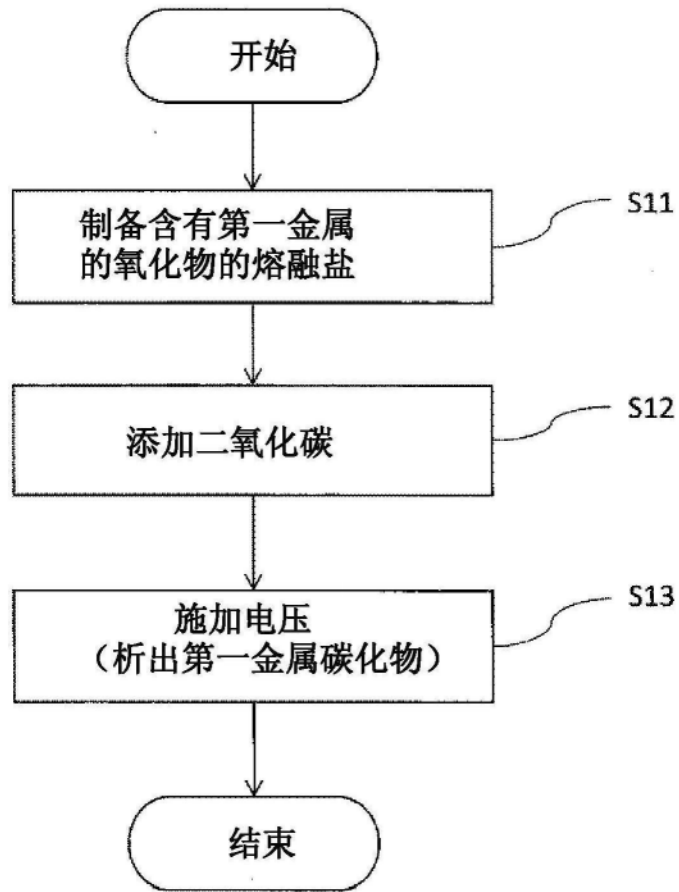 开始
制备含有第一金属
的氧化物的熔融盐
S11
添加二氧化碳
S12
施加电压
（析出第一金属碳化物）
S13
结束